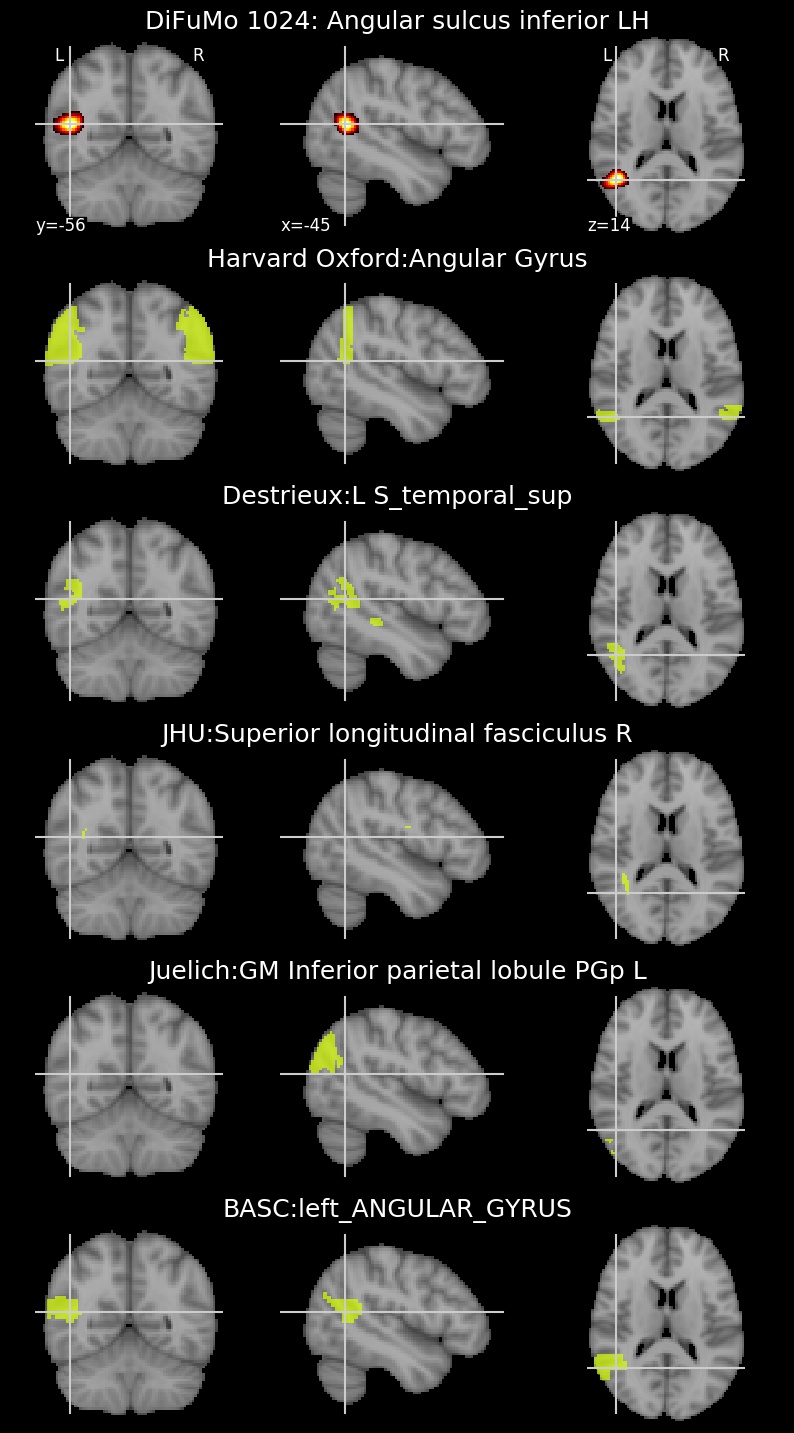 DiFuMo 1024: Angular sulcus inferior LH
L R L R
y=-56 x=-45 z=14
Harvard Oxford:Angular Gyrus
Destrieux:L S_temporal_sup
JHU:Superior longitudinal fasciculus R
Juelich:GM Inferior parietal lobule PGp L
BASC:left_ANGULAR_GYRUS